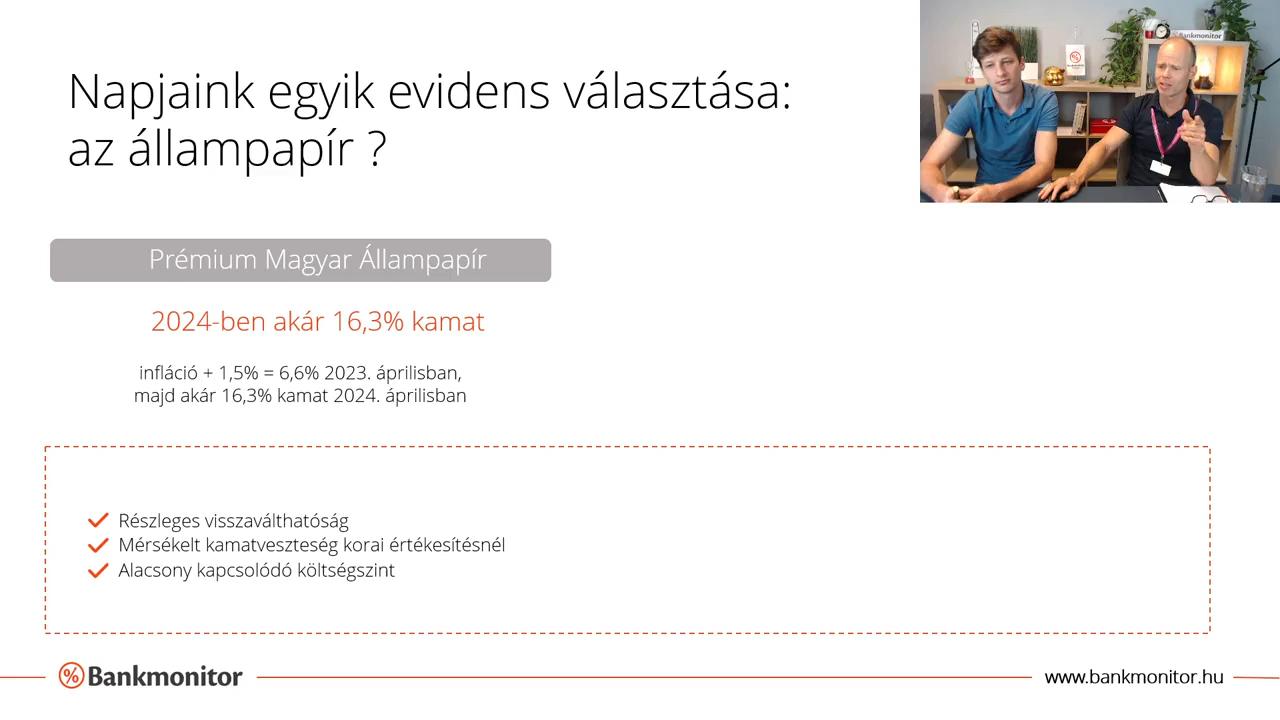 Napjaink egyik evidens választása:
az állampapír ?
Bankmonitor
Prémium Magyar Állampapír
2024-ben akár 16,3% kamat
infláció + 1,5% = 6,6% 2023. áprilisban,
majd akár 16,3% kamat 2024. áprilisban
Részleges visszaválthatóság
Mérsékelt kamatveszteség korai értékesítésnél
Alacsony kapcsolódó költségszint
% Bankmonitor
www.bankmonitor.hu